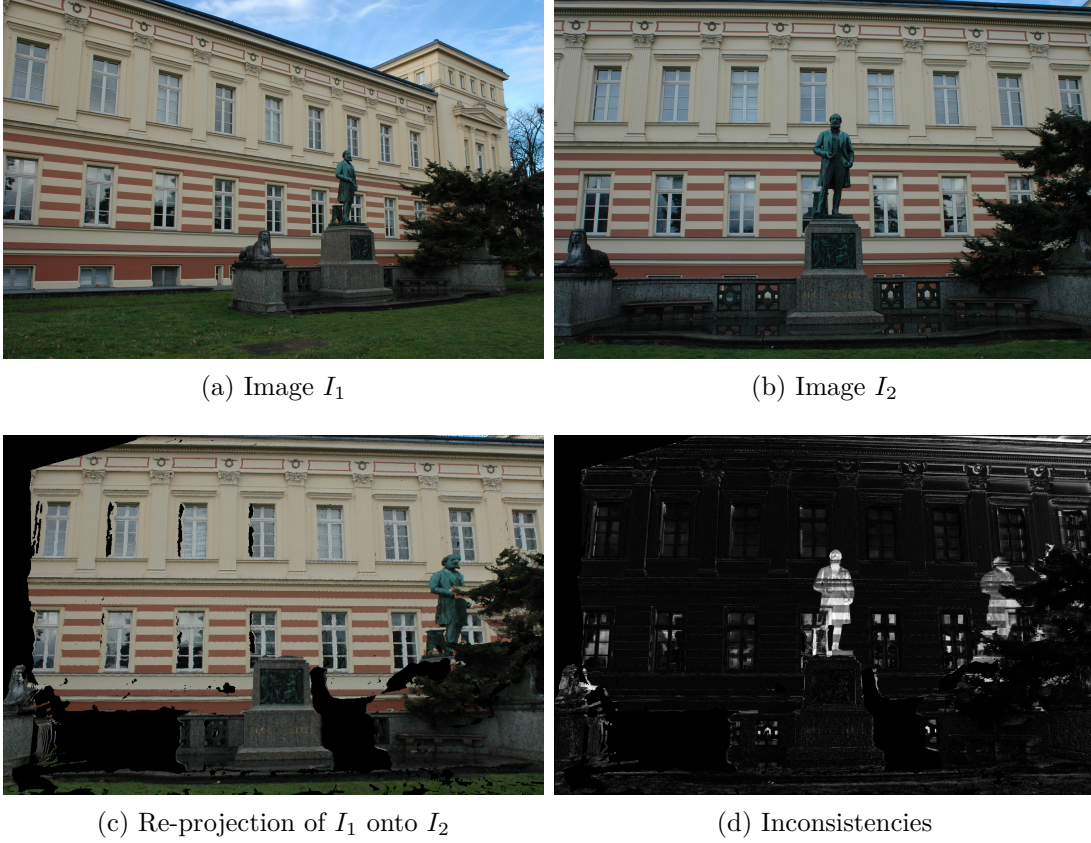 (a) Image I₁
(b) Image I₂
(c) Re-projection of I₁ onto I₂
(d) Inconsistencies